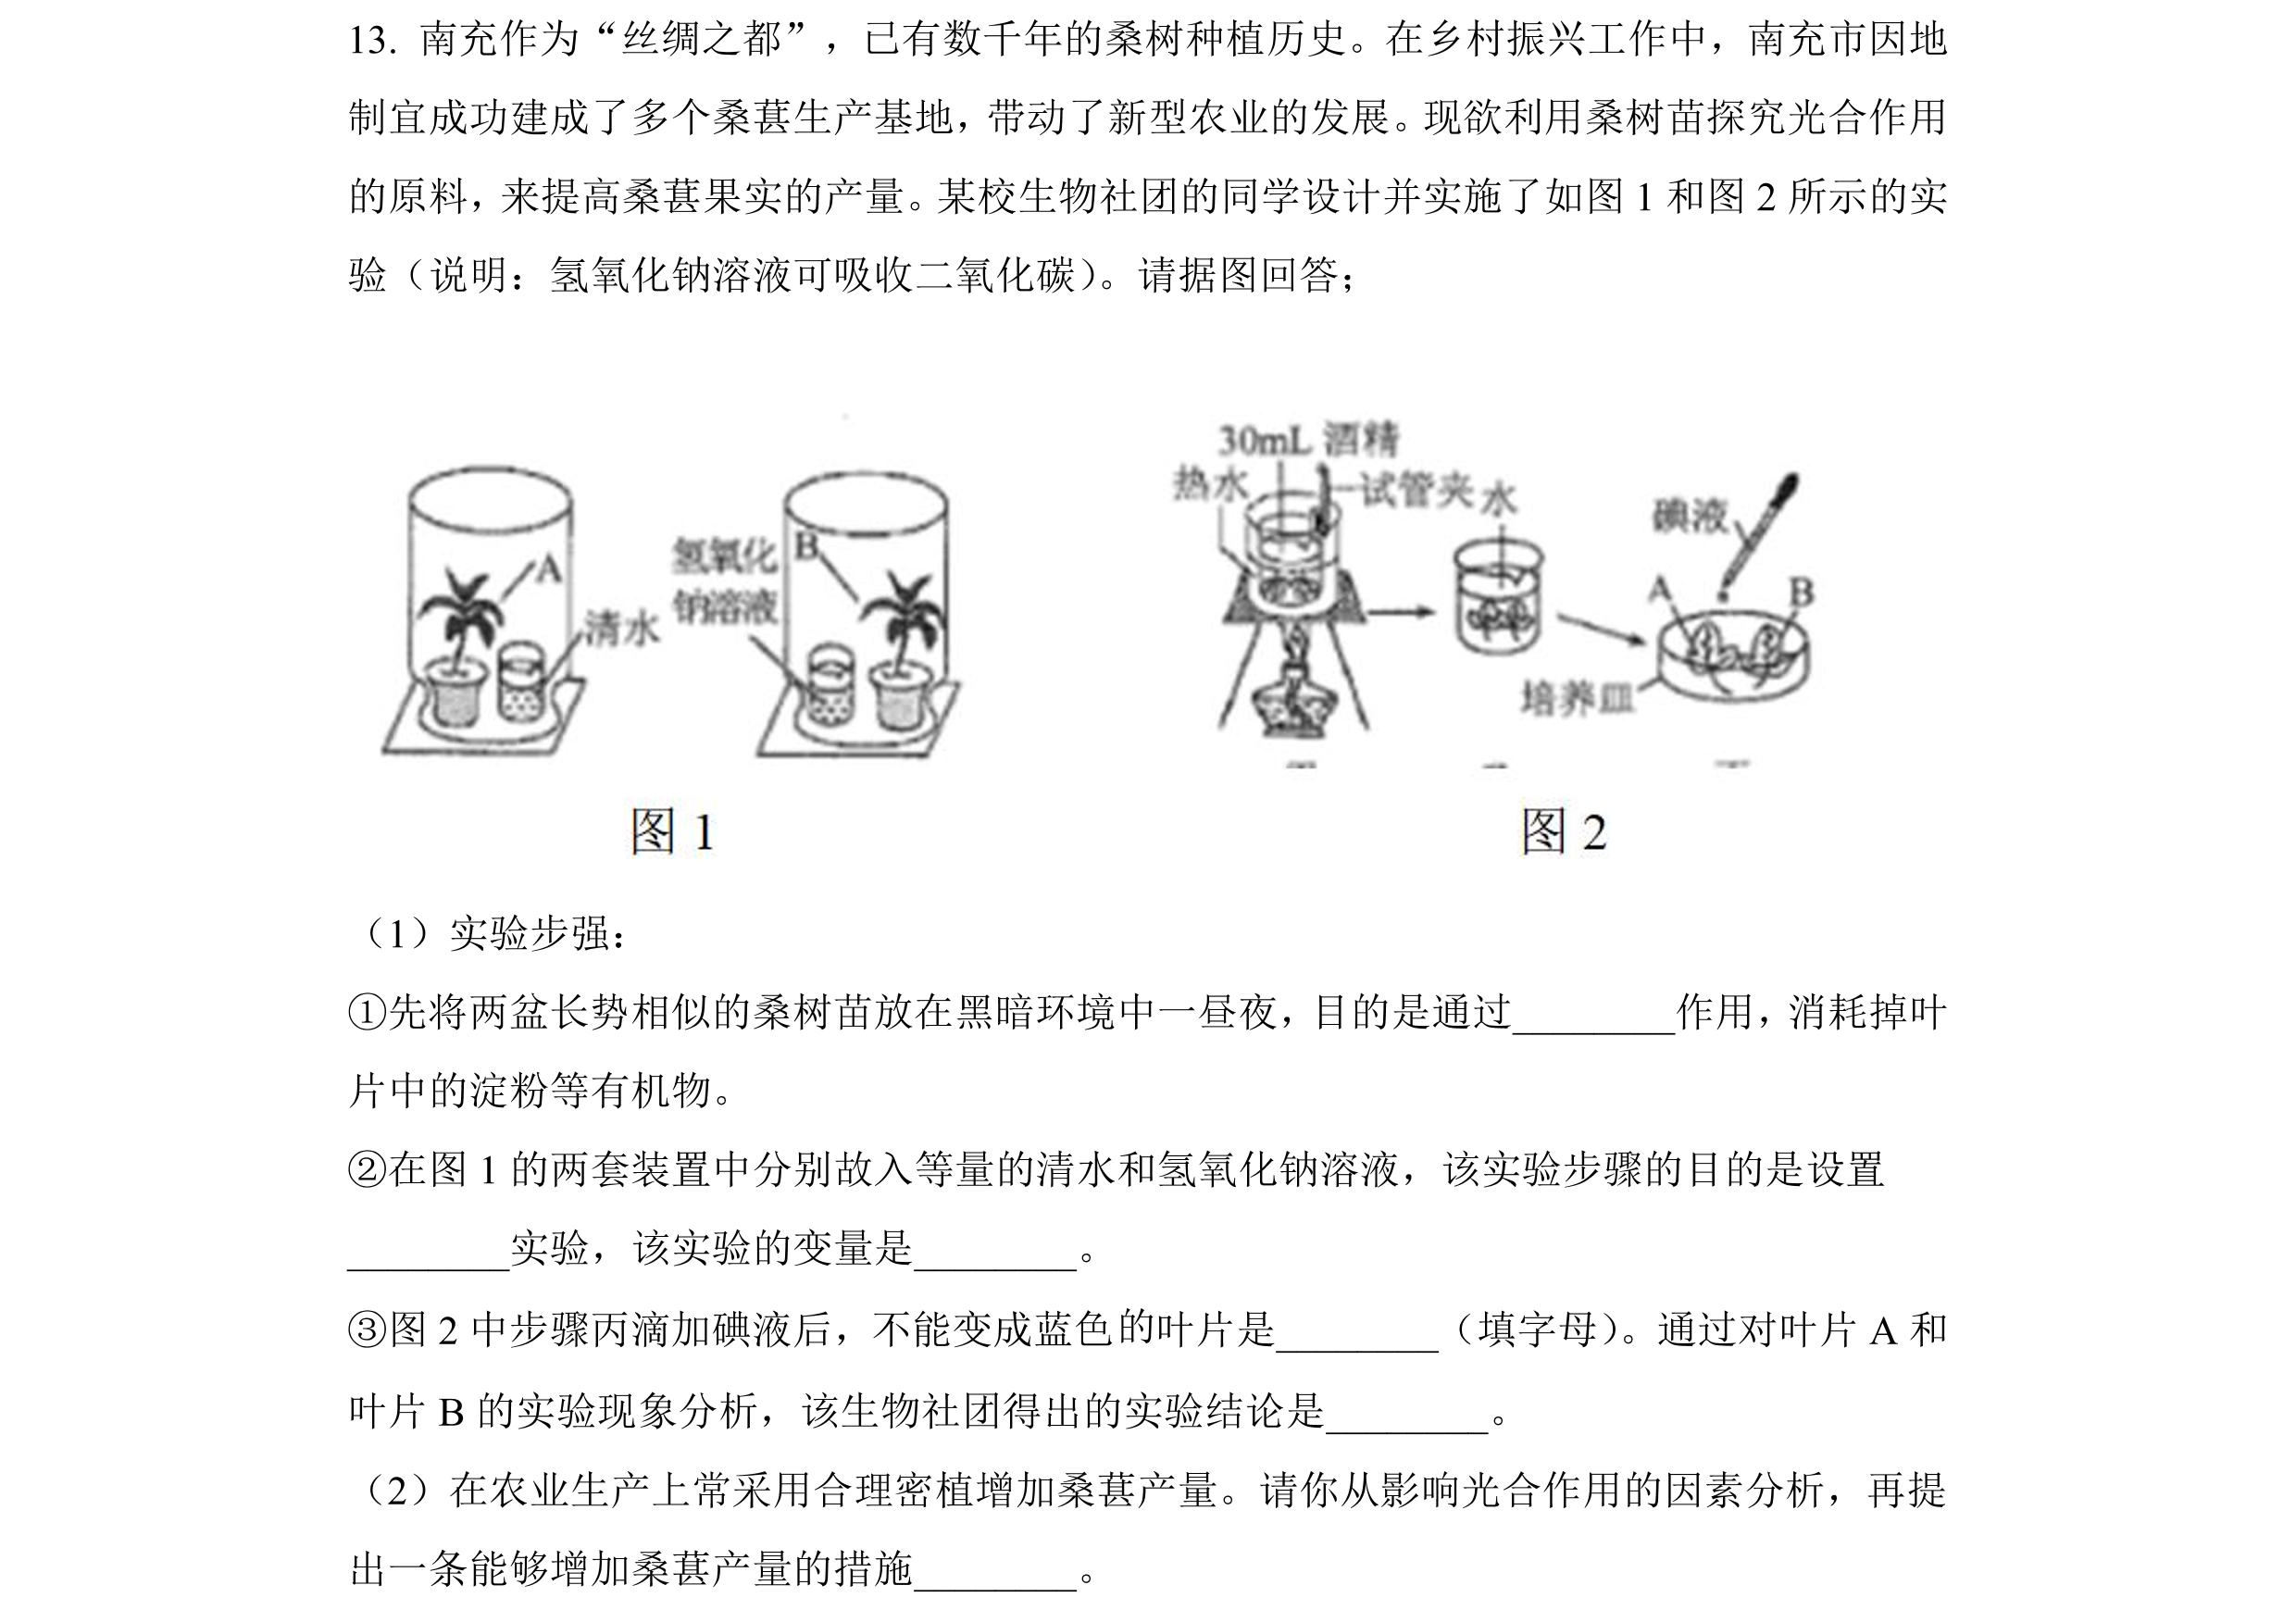 13. 南充作为“丝绸之都”，已有数千年的桑树种植历史。在乡村振兴工作中，南充市因地
制宜成功建成了多个桑葚生产基地，带动了新型农业的发展。现欲利用桑树苗探究光合作用
的原料，来提高桑葚果实的产量。某校生物社团的同学设计并实施了如图 1 和图 2 所示的实
验（说明：氢氧化钠溶液可吸收二氧化碳）。请据图回答；
30mL 酒精
热水
试管夹
水
碘液
A
B
培养皿
A
清水
氢氧化
钠溶液
B
图 1
图 2
（1）实验步强：
①先将两盆长势相似的桑树苗放在黑暗环境中一昼夜，目的是通过________作用，消耗掉叶
片中的淀粉等有机物。
②在图 1 的两套装置中分别故入等量的清水和氢氧化钠溶液，该实验步骤的目的是设置
________实验，该实验的变量是________。
③图 2 中步骤丙滴加碘液后，不能变成蓝色的叶片是________（填字母）。通过对叶片 A 和
叶片 B 的实验现象分析，该生物社团得出的实验结论是________。
（2）在农业生产上常采用合理密植增加桑葚产量。请你从影响光合作用的因素分析，再提
出一条能够增加桑葚产量的措施________。